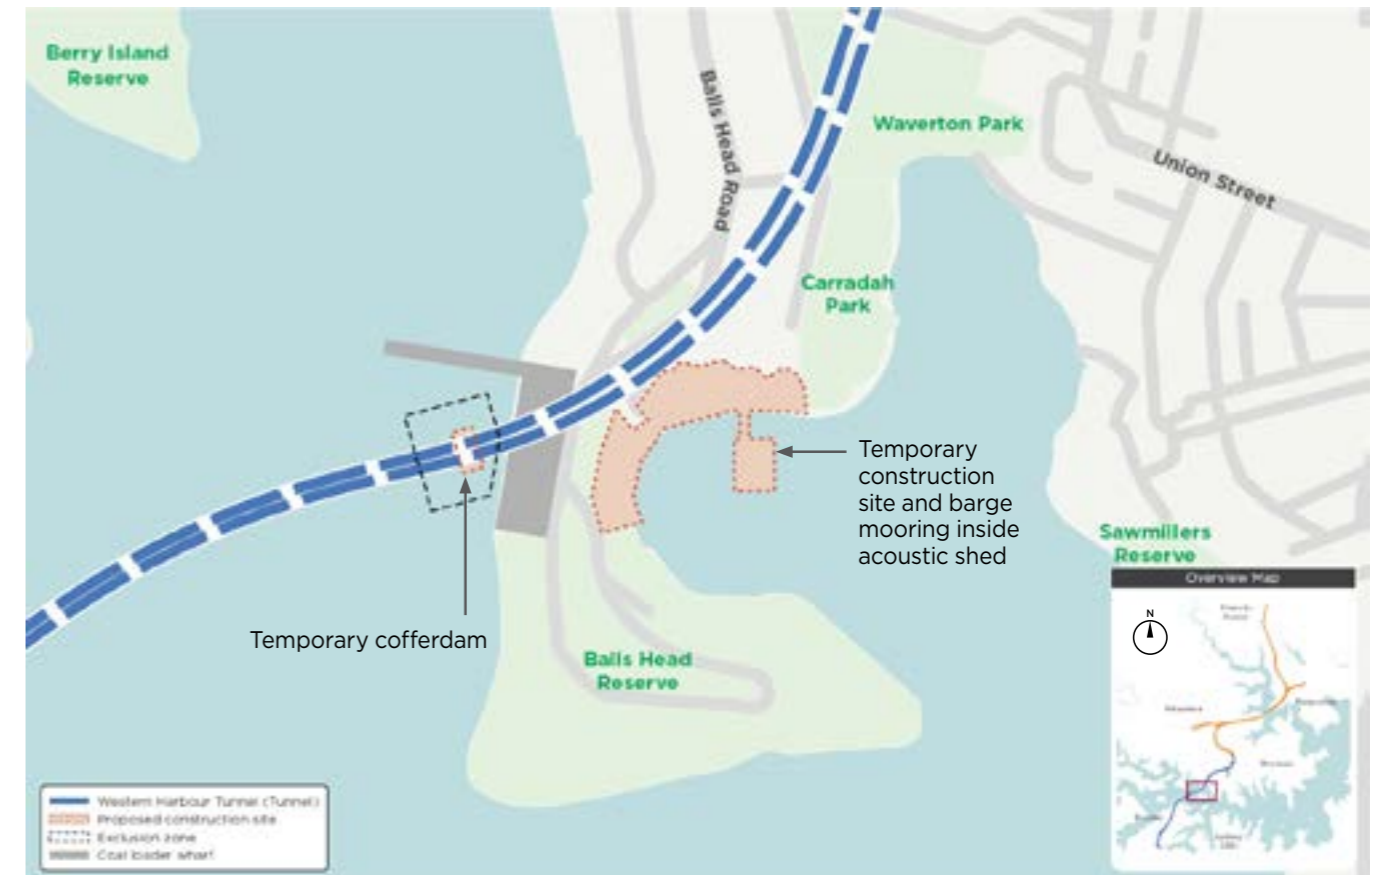 Berry Island
Reserve
Balls Head Road
Waverton Park
Union Street
Carradah
Park
Temporary
construction
site and barge
mooring inside
acoustic shed
Sawmillers
Reserve
Temporary cofferdam
Balls Head
Reserve
Overview Map
N
Western Harbour Tunnel (Tunnel)
Proposed construction site
Exclusion zone
Coal loader wharf